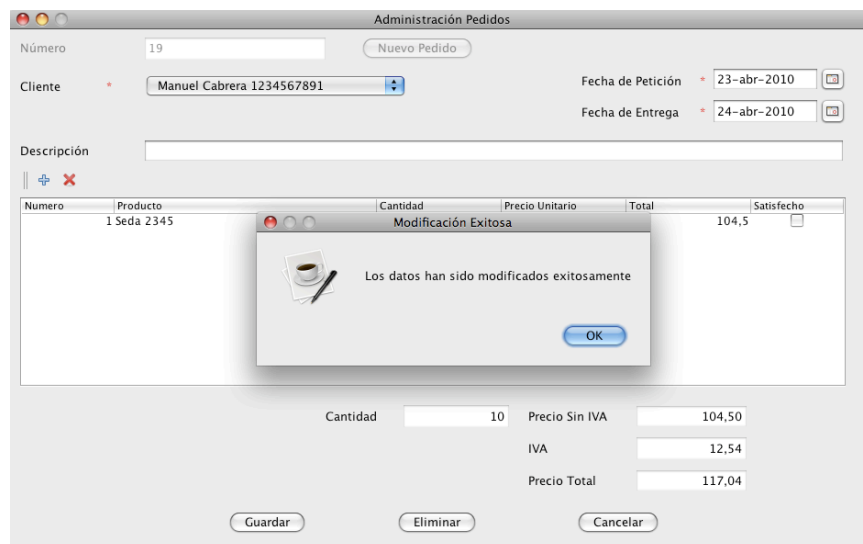 Administración Pedidos
Número 19 Nuevo Pedido
Cliente * Manuel Cabrera 1234567891 Fecha de Petición * 23-abr-2010
Fecha de Entrega * 24-abr-2010
Descripción
Numero Producto Cantidad Precio Unitario Total Satisfecho
1 Seda 2345 104,5
Modificación Exitosa
Los datos han sido modificados exitosamente
OK
Cantidad 10 Precio Sin IVA 104,50
IVA 12,54
Precio Total 117,04
Guardar Eliminar Cancelar